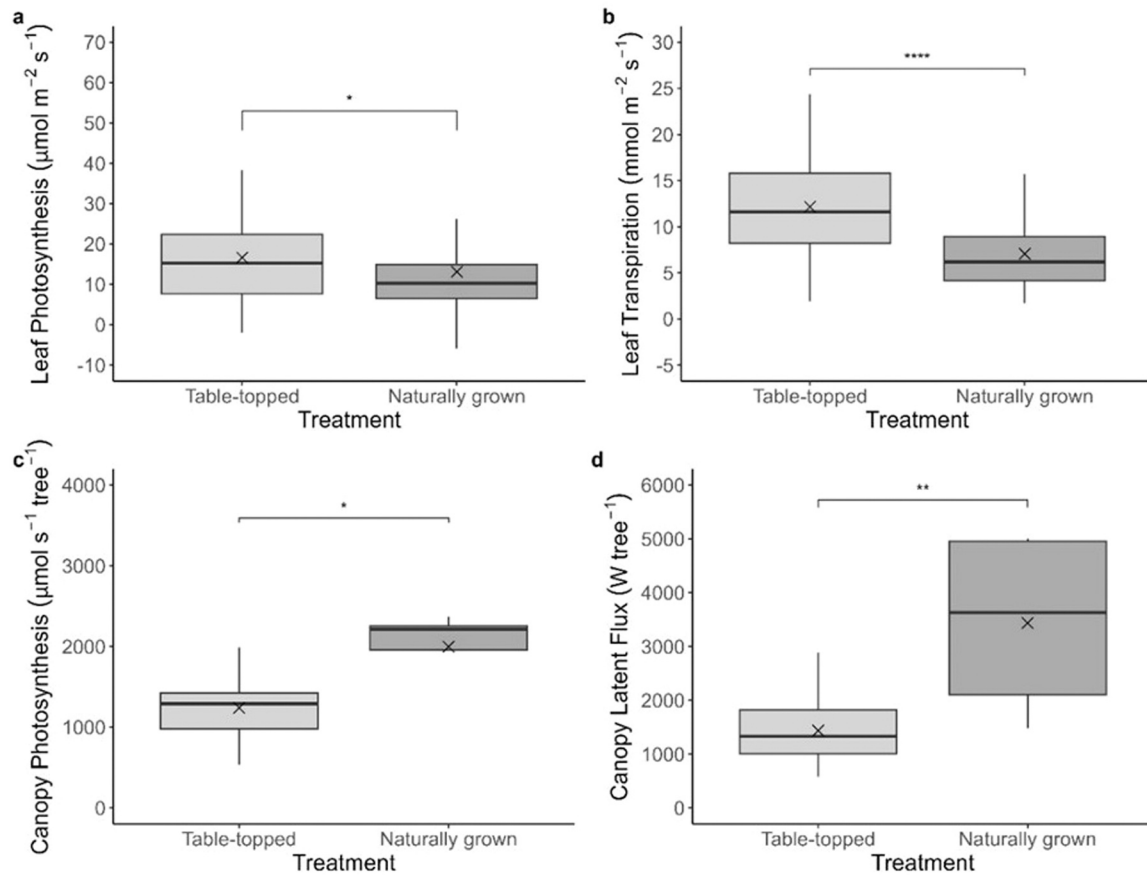 a
Leaf Photosynthesis (µmol m⁻² s⁻¹)
70
60
50
40
30
20
10
0
-10
*
Table-topped Naturally grown
Treatment
b
Leaf Transpiration (mmol m⁻² s⁻¹)
30
25
20
15
10
5
0
-5
****
Table-topped Naturally grown
Treatment
c
Canopy Photosynthesis (µmol s⁻¹ tree⁻¹)
4000
3000
2000
1000
0
*
Table-topped Naturally grown
Treatment
d
Canopy Latent Flux (W tree⁻¹)
6000
5000
4000
3000
2000
1000
0
**
Table-topped Naturally grown
Treatment